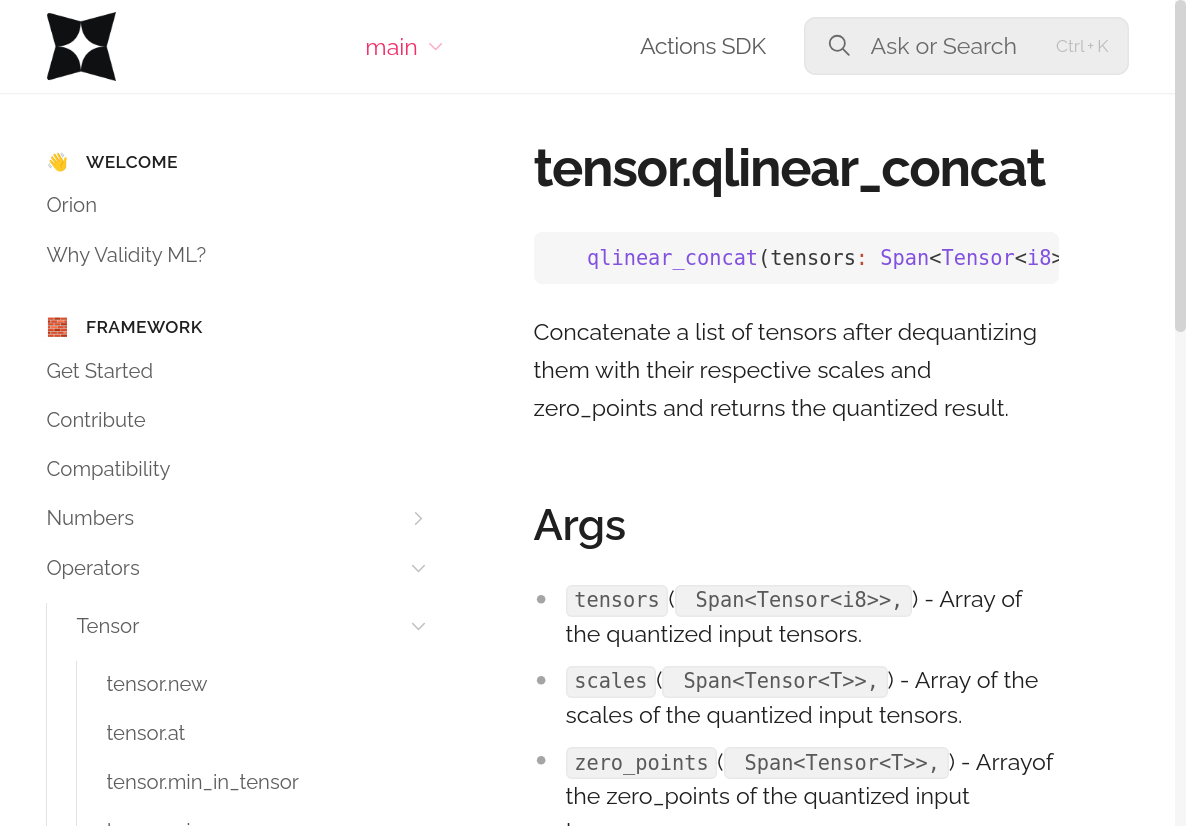 main
Actions SDK
Ask or Search
Ctrl + K
WELCOME
Orion
Why Validity ML?
FRAMEWORK
Get Started
Contribute
Compatibility
Numbers
Operators
Tensor
tensor.new
tensor.at
tensor.min_in_tensor
tensor.qlinear_concat
qlinear_concat(tensors: Span<Tensor<i8>
Concatenate a list of tensors after dequantizing
them with their respective scales and
zero_points and returns the quantized result.
Args
tensors( Span<Tensor<i8>>,) - Array of
the quantized input tensors.
scales( Span<Tensor<T>>,) - Array of the
scales of the quantized input tensors.
zero_points( Span<Tensor<T>>,) - Arrayof
the zero_points of the quantized input